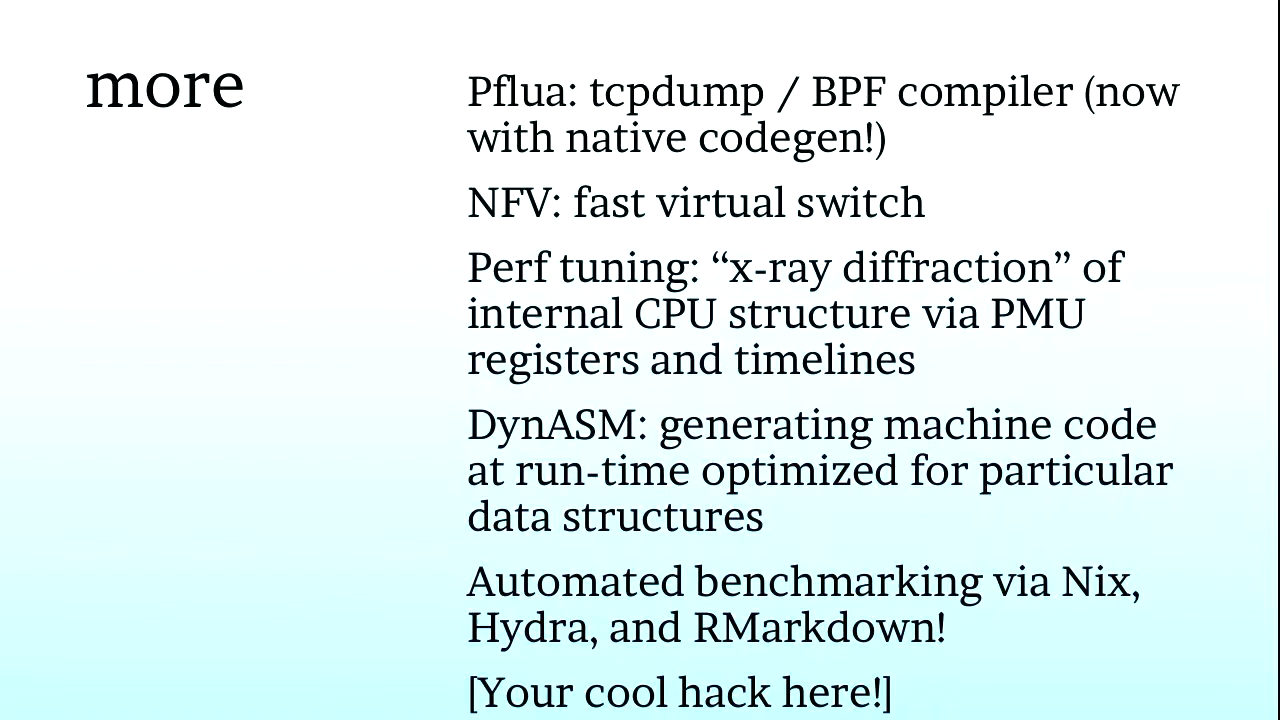 more
Pflua: tcpdump / BPF compiler (now
with native codegen!)
NFV: fast virtual switch
Perf tuning: “x-ray diffraction” of
internal CPU structure via PMU
registers and timelines
DynASM: generating machine code
at run-time optimized for particular
data structures
Automated benchmarking via Nix,
Hydra, and RMarkdown!
[Your cool hack here!]